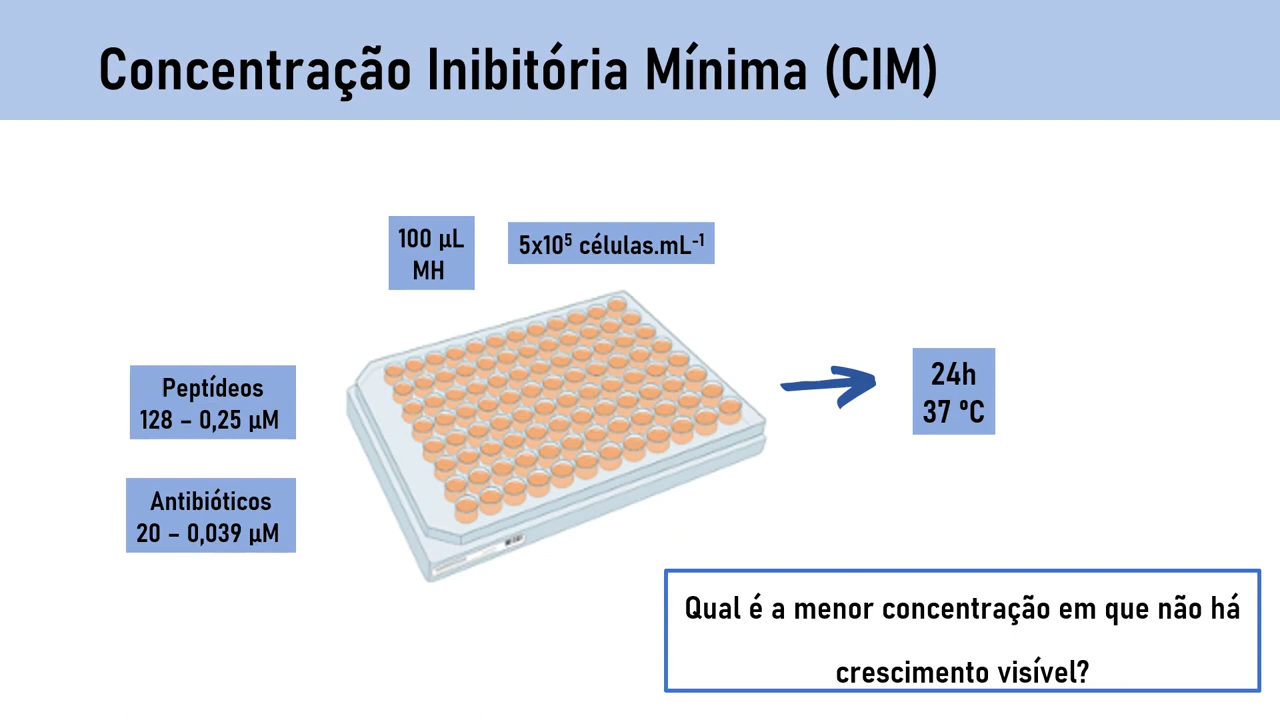 Concentração Inibitória Mínima (CIM)
100 µL
MH
5x10⁵ células.mL⁻¹
Peptídeos
128 – 0,25 µM
Antibióticos
20 – 0,039 µM
24h
37 ºC
Qual é a menor concentração em que não há
crescimento visível?